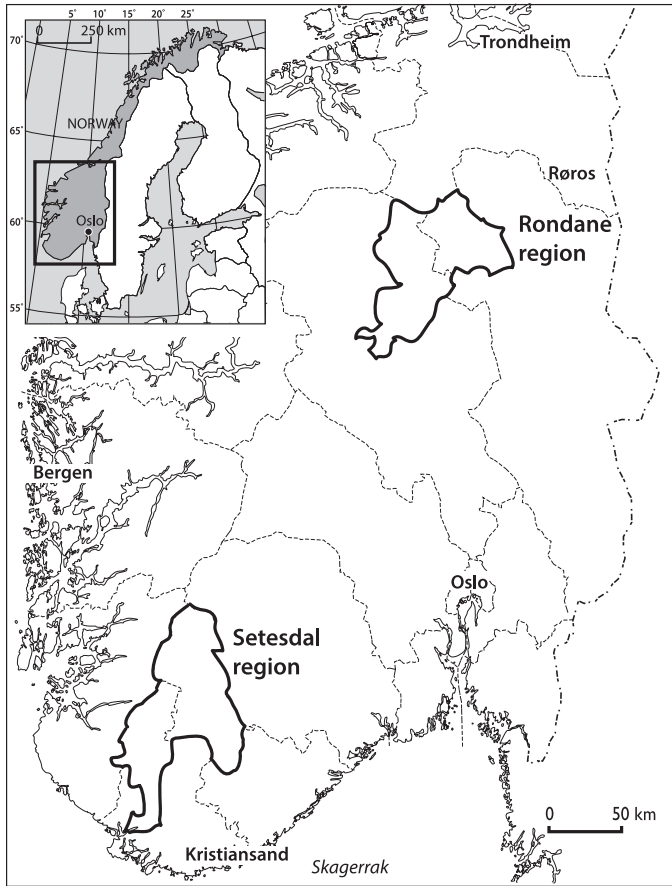 5° 10° 15° 20° 25°
0 250 km
70°
NORWAY
65°
60°
Oslo
55°
Trondheim
Røros
Rondane
region
Bergen
Oslo
Setesdal
region
0 50 km
Kristiansand
Skagerrak